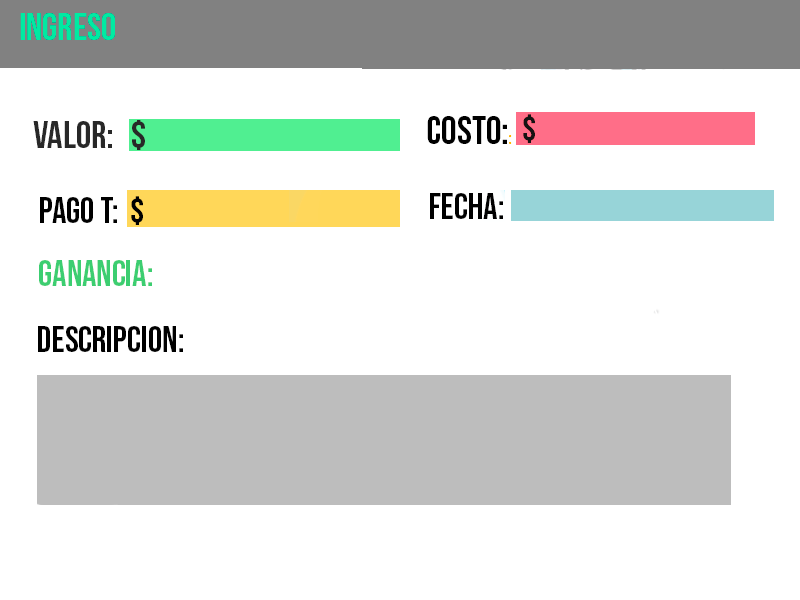 INGRESO
VALOR: $
COSTO: $
PAGO T: $
FECHA:
GANANCIA:
DESCRIPCION: